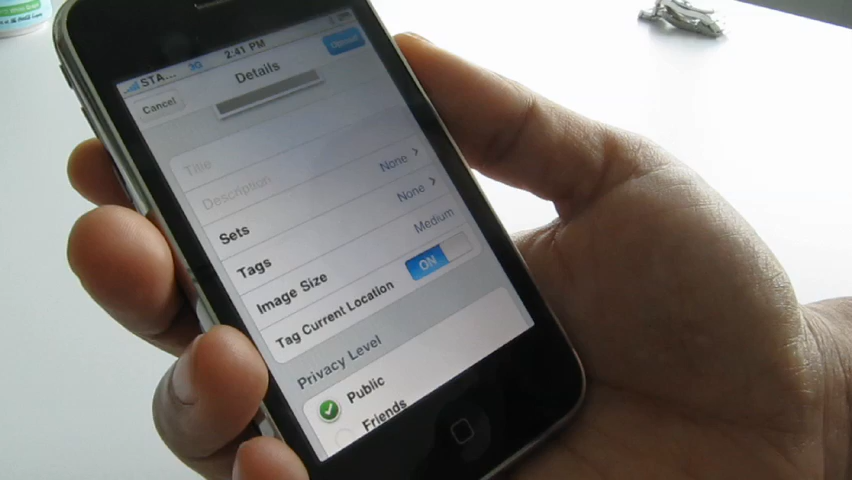 STA... 3G 2:41 PM
Cancel
Details
Upload
Title
Description
Sets None
Tags None
Image Size Medium
Tag Current Location ON
Privacy Level
Public
Friends